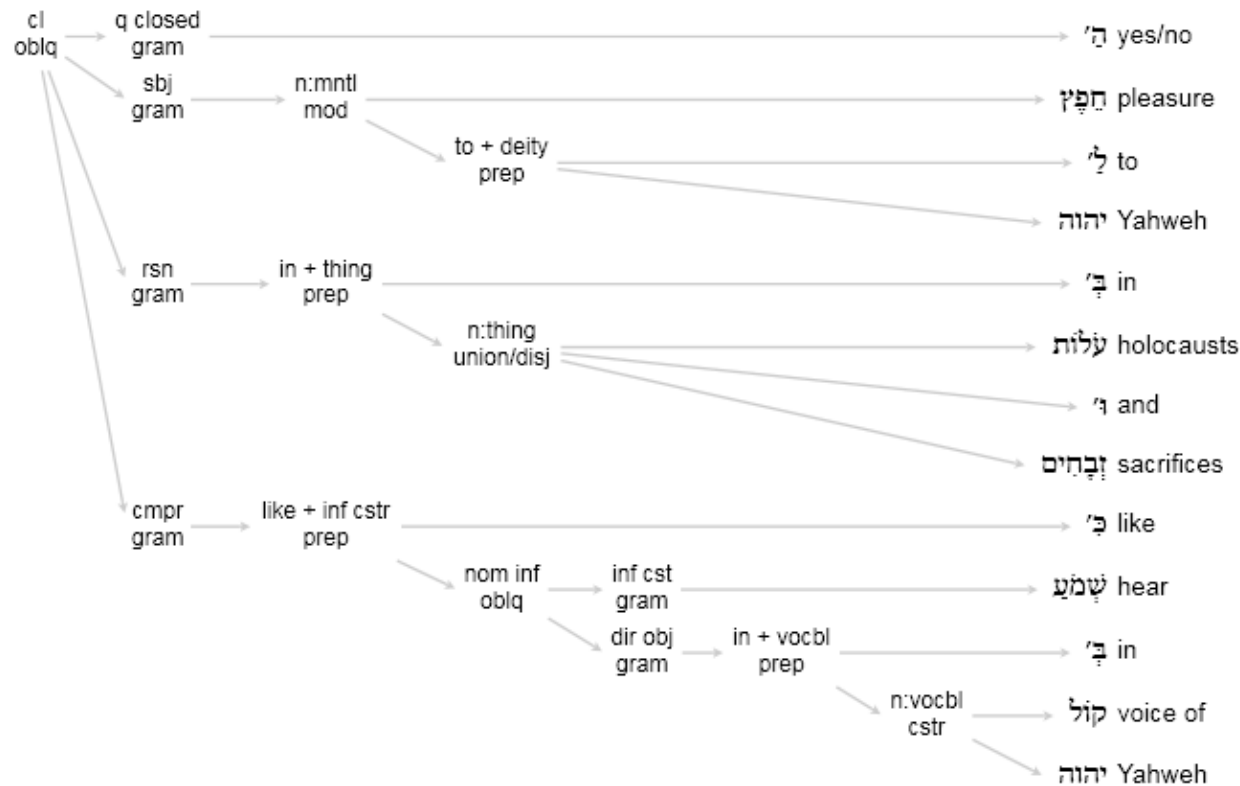 cl
oblq
q closed
gram
הַ׳ yes/no
sbj
gram
n:mntl
mod
חֵפֶץ pleasure
to + deity
prep
לַ׳ to
יהוה Yahweh
rsn
gram
in + thing
prep
בְּ׳ in
n:thing
union/disj
עֹלוֹת holocausts
וּ׳ and
זְבָחִים sacrifices
cmpr
gram
like + inf cstr
prep
כִּ׳ like
nom inf
oblq
inf cst
gram
שְׁמֹעַ hear
dir obj
gram
in + vocbl
prep
בְּ׳ in
n:vocbl
cstr
קוֹל voice of
יהוה Yahweh